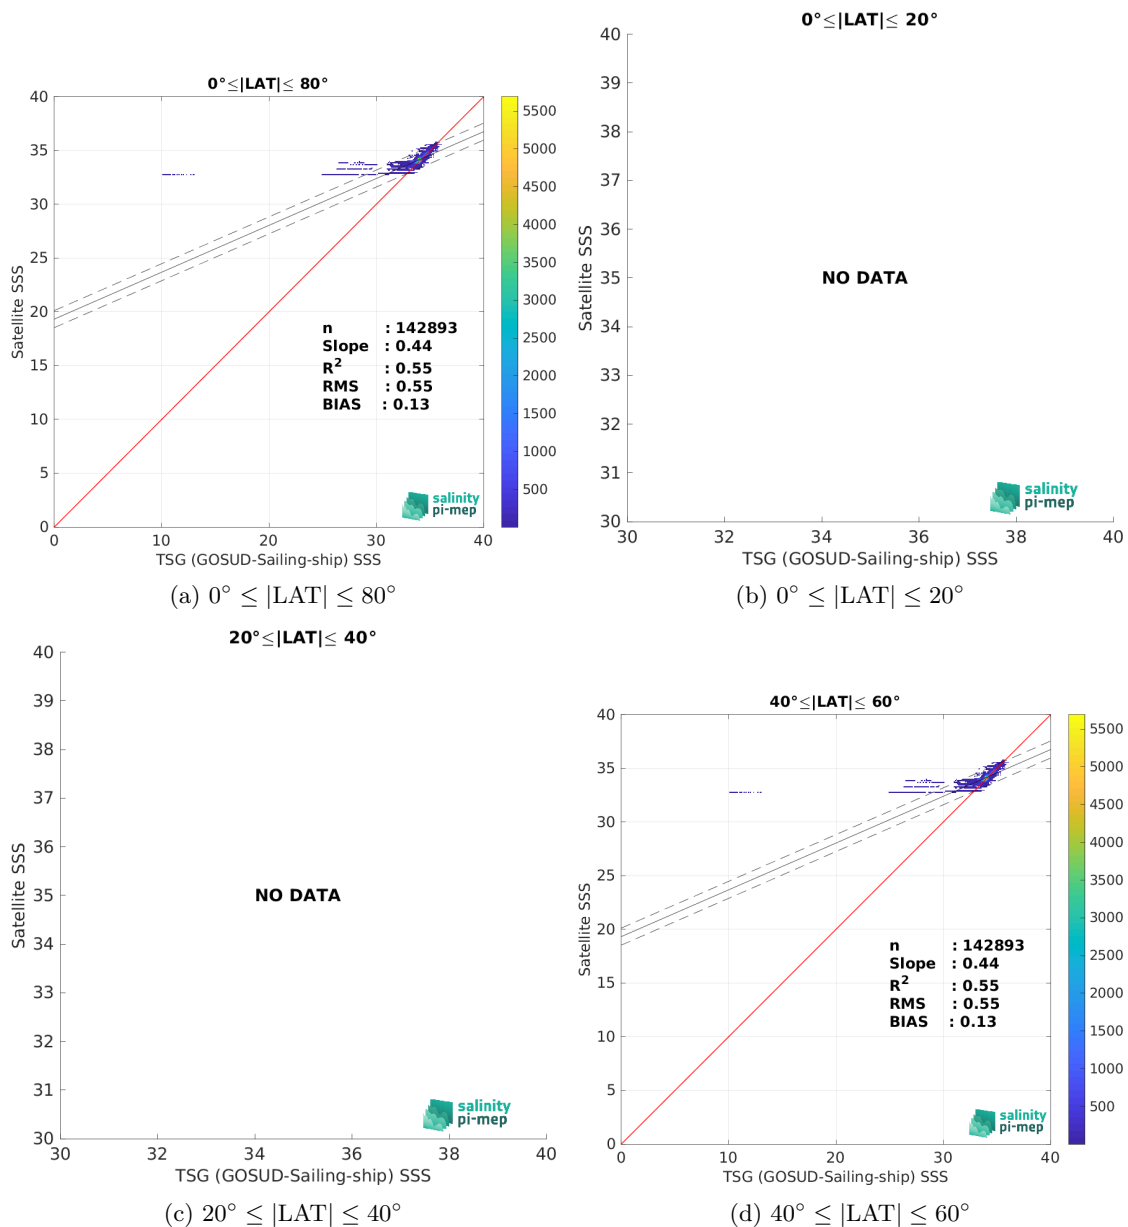 0°≤|LAT|≤ 80°
40
35
30
25
20
15
10
5
0
Satellite SSS
n : 142893
Slope : 0.44
R² : 0.55
RMS : 0.55
BIAS : 0.13
salinity
pi-mep
0 10 20 30 40
TSG (GOSUD-Sailing-ship) SSS
5500
5000
4500
4000
3500
3000
2500
2000
1500
1000
500
(a) 0° ≤ |LAT| ≤ 80°
0°≤|LAT|≤ 20°
40
39
38
37
36
35
34
33
32
31
30
Satellite SSS
NO DATA
salinity
pi-mep
30 32 34 36 38 40
TSG (GOSUD-Sailing-ship) SSS
(b) 0° ≤ |LAT| ≤ 20°
20°≤|LAT|≤ 40°
40
39
38
37
36
35
34
33
32
31
30
Satellite SSS
NO DATA
salinity
pi-mep
30 32 34 36 38 40
TSG (GOSUD-Sailing-ship) SSS
(c) 20° ≤ |LAT| ≤ 40°
40°≤|LAT|≤ 60°
40
35
30
25
20
15
10
5
0
Satellite SSS
n : 142893
Slope : 0.44
R² : 0.55
RMS : 0.55
BIAS : 0.13
salinity
pi-mep
0 10 20 30 40
TSG (GOSUD-Sailing-ship) SSS
5500
5000
4500
4000
3500
3000
2500
2000
1500
1000
500
(d) 40° ≤ |LAT| ≤ 60°